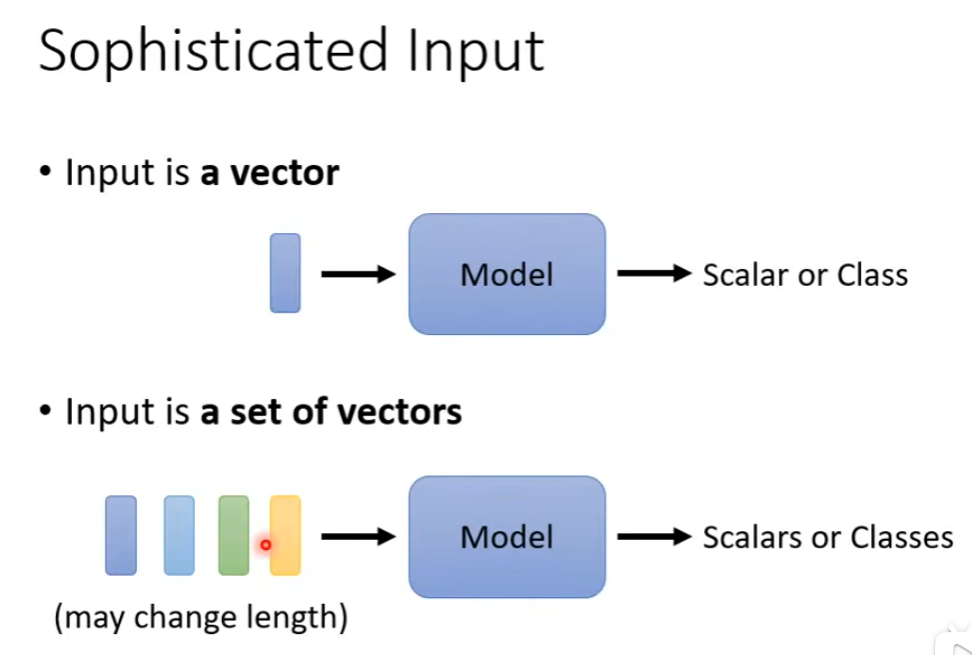 Sophisticated Input
• Input is a vector
Model
Scalar or Class
• Input is a set of vectors
Model
Scalars or Classes
(may change length)